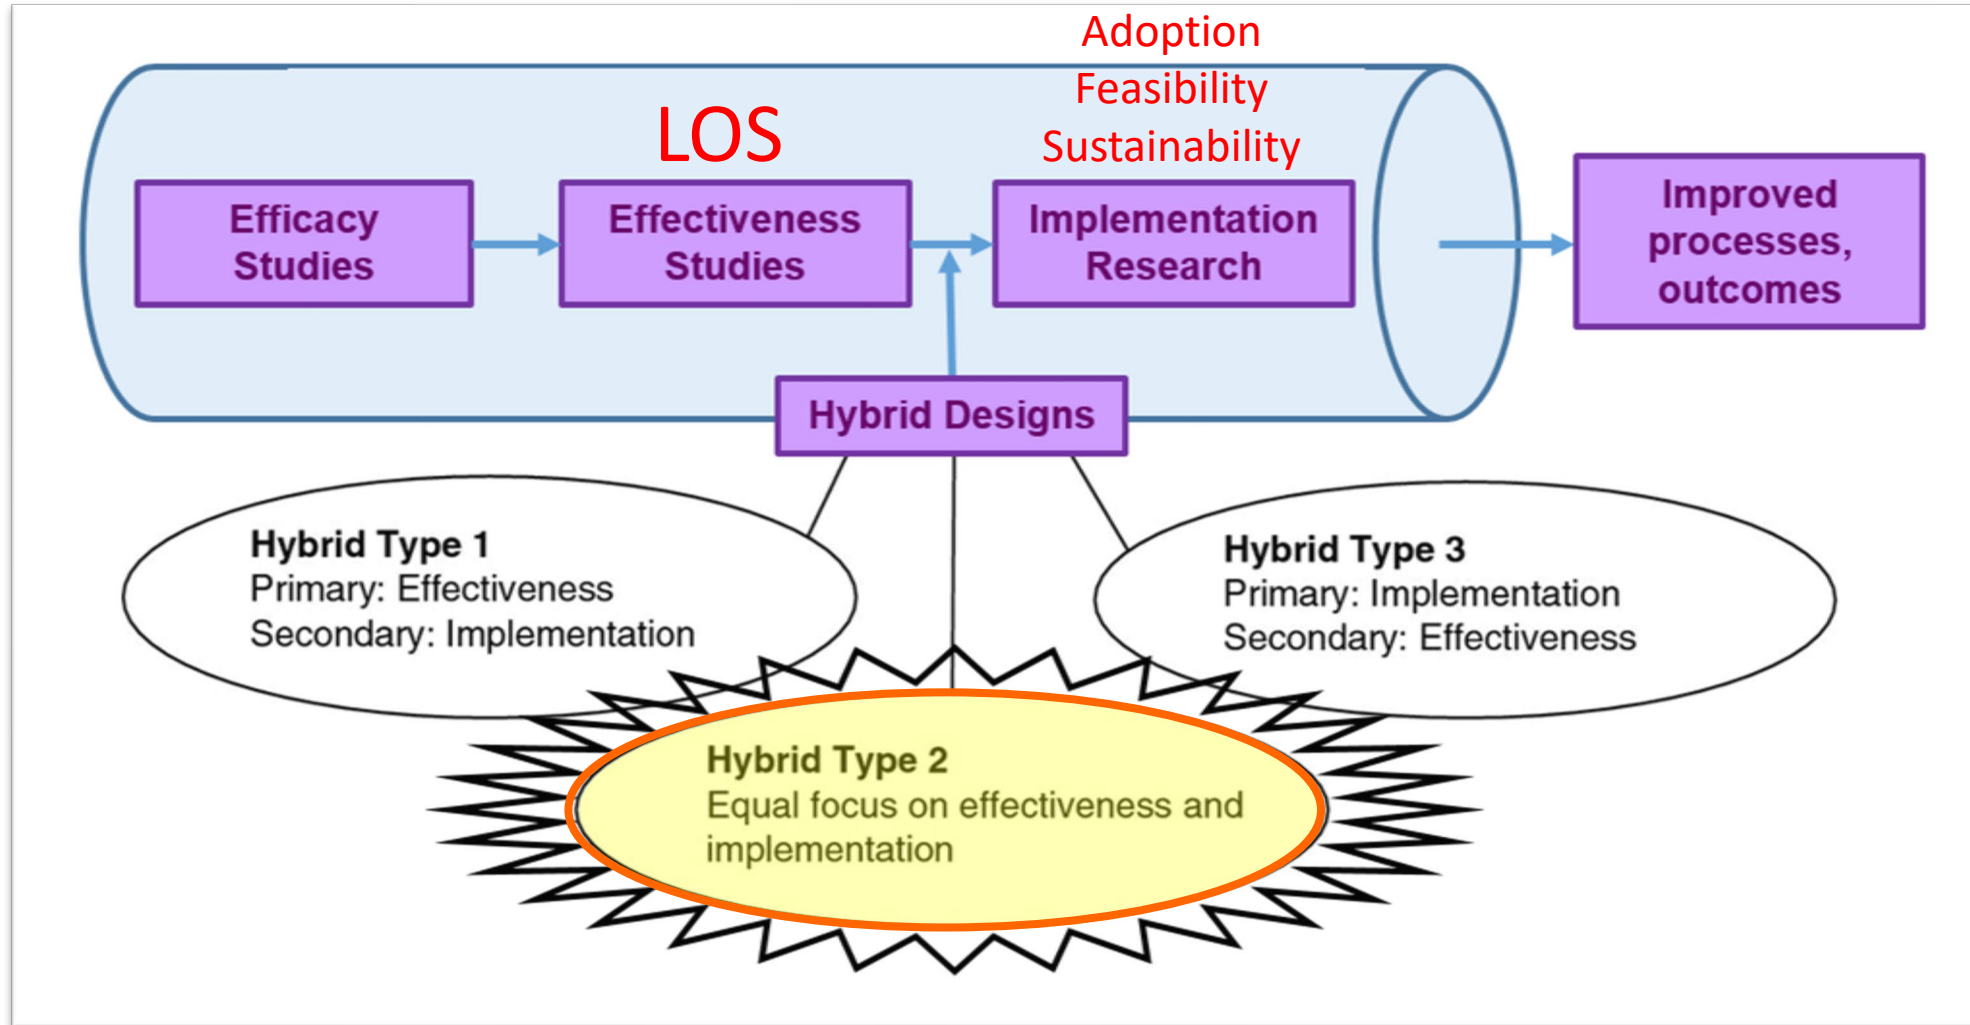 Adoption
Feasibility
Sustainability
LOS
Efficacy
Studies
Effectiveness
Studies
Implementation
Research
Improved
processes,
outcomes
Hybrid Designs
Hybrid Type 1
Primary: Effectiveness
Secondary: Implementation
Hybrid Type 3
Primary: Implementation
Secondary: Effectiveness
Hybrid Type 2
Equal focus on effectiveness and
implementation